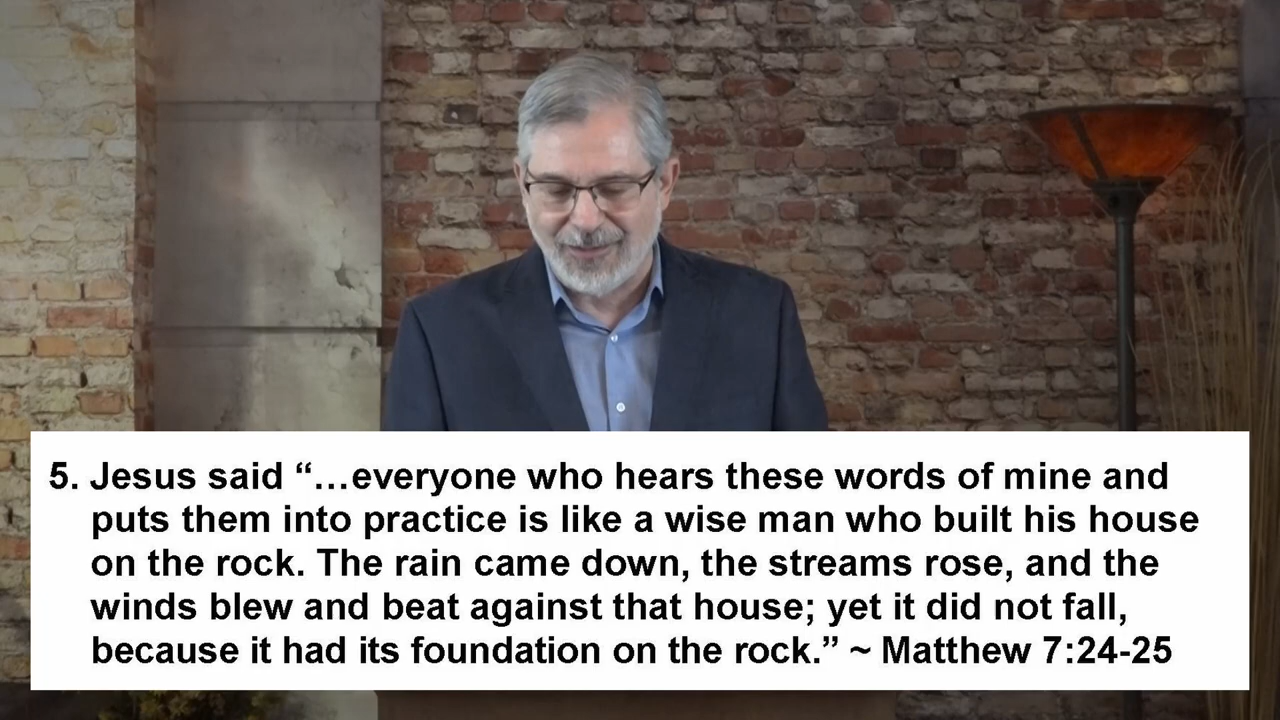 5. Jesus said “…everyone who hears these words of mine and
puts them into practice is like a wise man who built his house
on the rock. The rain came down, the streams rose, and the
winds blew and beat against that house; yet it did not fall,
because it had its foundation on the rock.” ~ Matthew 7:24-25